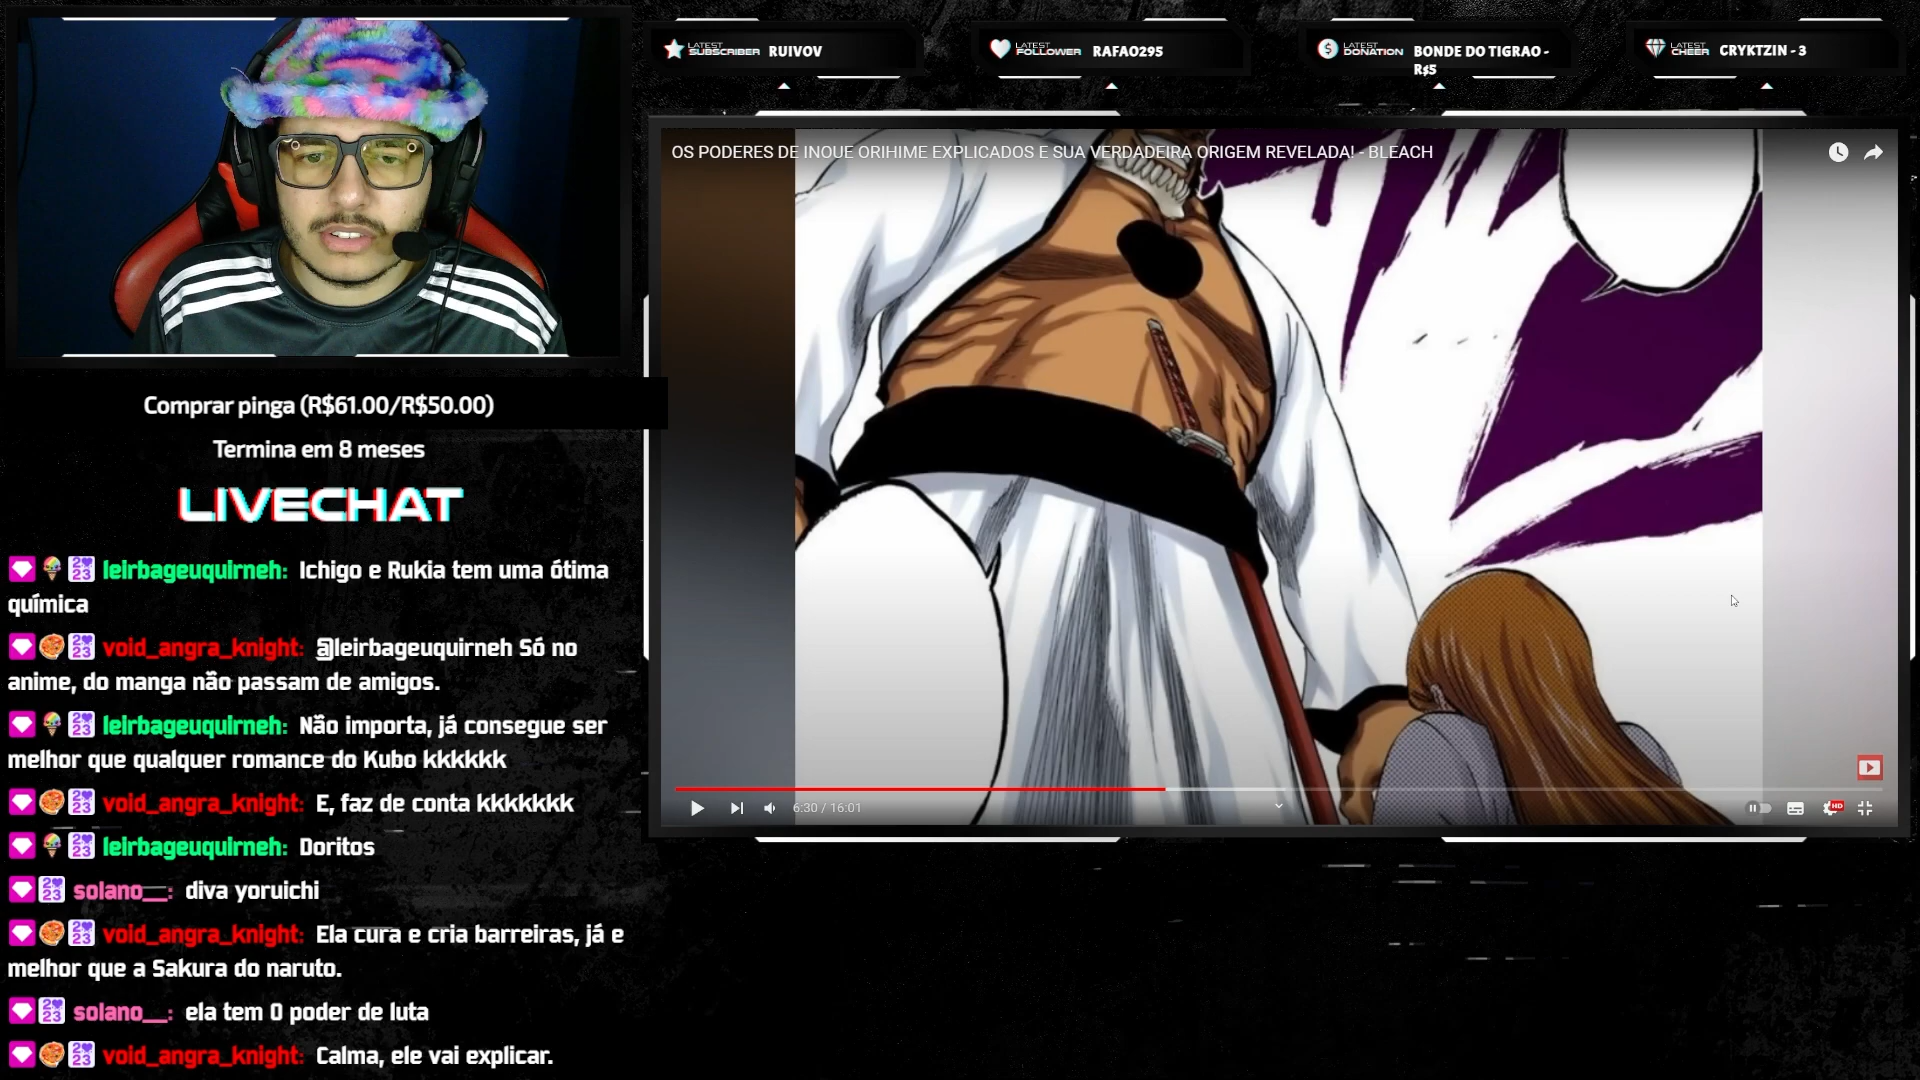 LATEST SUBSCRIBER RUIVOV
LATEST FOLLOWER RAFAO295
LATEST DONATION BONDE DO TIGRAO - R$5
LATEST CHEER CRYKTZIN - 3
OS PODERES DE INOUE ORIHIME EXPLICADOS E SUA VERDADEIRA ORIGEM REVELADA! - BLEACH
6:30 / 16:01
HD
Comprar pinga (R$61.00/R$50.00)
Termina em 8 meses
LIVECHAT
leirbageuquirneh: Ichigo e Rukia tem uma ótima
química
void_angra_knight: @leirbageuquirneh Só no
anime, do manga não passam de amigos.
leirbageuquirneh: Não importa, já consegue ser
melhor que qualquer romance do Kubo kkkkkk
void_angra_knight: E, faz de conta kkkkkkk
leirbageuquirneh: Doritos
solano__: diva yoruichi
void_angra_knight: Ela cura e cria barreiras, já e
melhor que a Sakura do naruto.
solano__: ela tem 0 poder de luta
void_angra_knight: Calma, ele vai explicar.